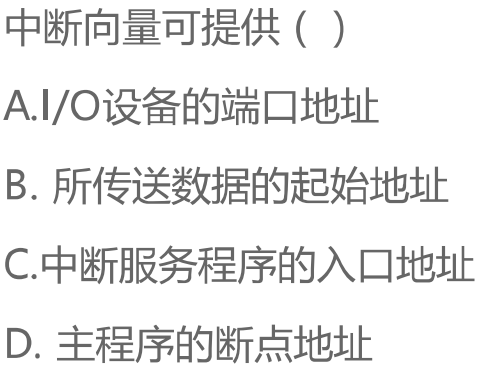 中断向量可提供（ ）
A.I/O设备的端口地址
B. 所传送数据的起始地址
C.中断服务程序的入口地址
D. 主程序的断点地址